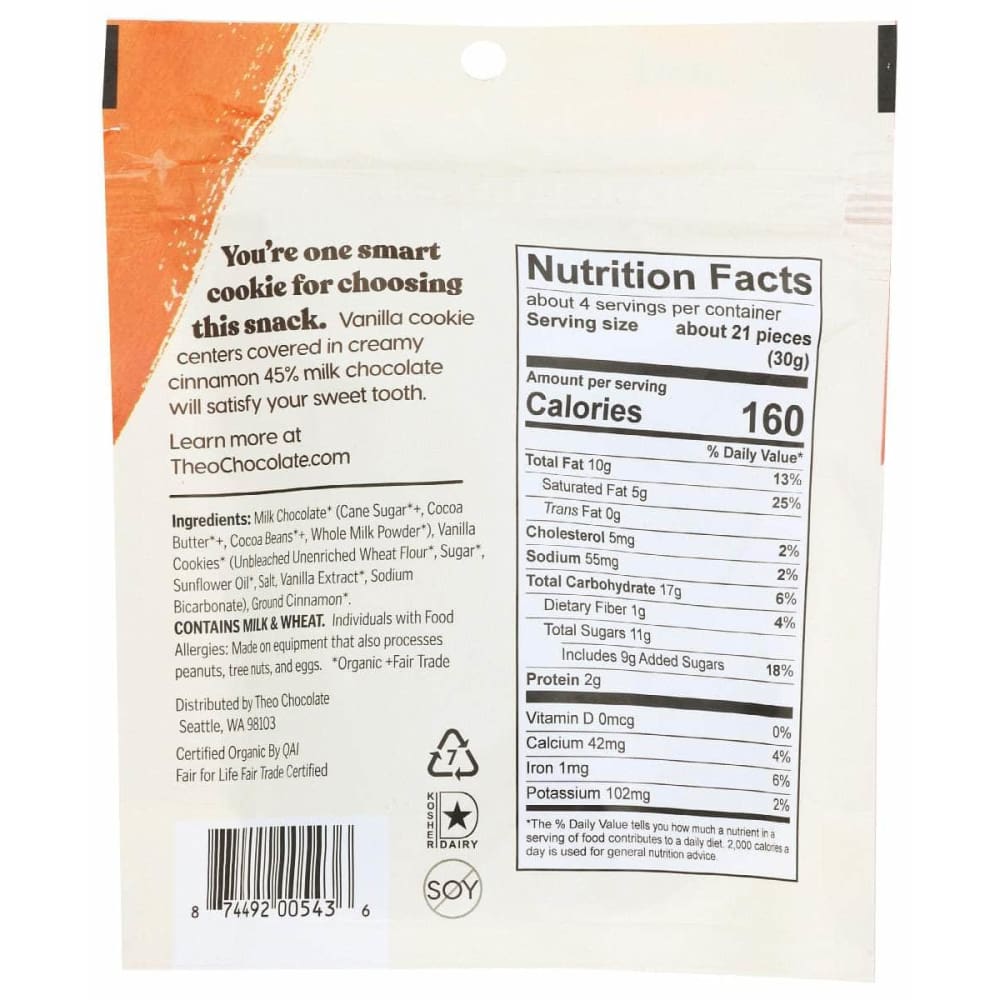 You're one smart
cookie for choosing
this snack. Vanilla cookie
centers covered in creamy
cinnamon 45% milk chocolate
will satisfy your sweet tooth.
Learn more at
TheoChocolate.com
Ingredients: Milk Chocolate* (Cane Sugar*+, Cocoa
Butter*+, Cocoa Beans*+, Whole Milk Powder*), Vanilla
Cookies* (Unbleached Unenriched Wheat Flour*, Sugar*,
Sunflower Oil*, Salt, Vanilla Extract*, Sodium
Bicarbonate), Ground Cinnamon*.
CONTAINS MILK & WHEAT. Individuals with Food
Allergies: Made on equipment that also processes
peanuts, tree nuts, and eggs. *Organic +Fair Trade
Distributed by Theo Chocolate
Seattle, WA 98103
Certified Organic By QAI
Fair for Life Fair Trade Certified
7
KOSHER
D
DAIRY
SOY
8 74492 00543 6
Nutrition Facts
about 4 servings per container
Serving size about 21 pieces
(30g)
Amount per serving
Calories 160
% Daily Value*
Total Fat 10g 13%
Saturated Fat 5g 25%
Trans Fat 0g
Cholesterol 5mg 2%
Sodium 55mg 2%
Total Carbohydrate 17g 6%
Dietary Fiber 1g 4%
Total Sugars 11g
Includes 9g Added Sugars 18%
Protein 2g
Vitamin D 0mcg 0%
Calcium 42mg 4%
Iron 1mg 6%
Potassium 102mg 2%
*The % Daily Value tells you how much a nutrient in a
serving of food contributes to a daily diet. 2,000 calories a
day is used for general nutrition advice.